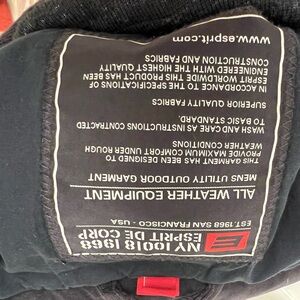 NY 10018 | 1968
ESPRIT DE CORP
EST. 1968 SAN FRANCISCO - USA
ALL WEATHER EQUIPMENT
MENS UTILITY OUTDOOR GARMENT
THIS GARMENT HAS BEEN DESIGNED TO
PROVIDE MAXIMUM COMFORT UNDER ROUGH
WEATHER CONDITIONS
WASH AND CARE AND INSTRUCTIONS AS CONTRACTED
TO BASIC STANDARD.
SUPERIOR QUALITY FABRICS
IN ACCORDANCE TO THE SPECIFICATIONS OF
ESPRIT WORLDWIDE THIS PRODUCT HAS BEEN
ENGINEERED WITH THE HIGHEST QUALITY
CONSTRUCTION AND FABRICS
www.esprit.com